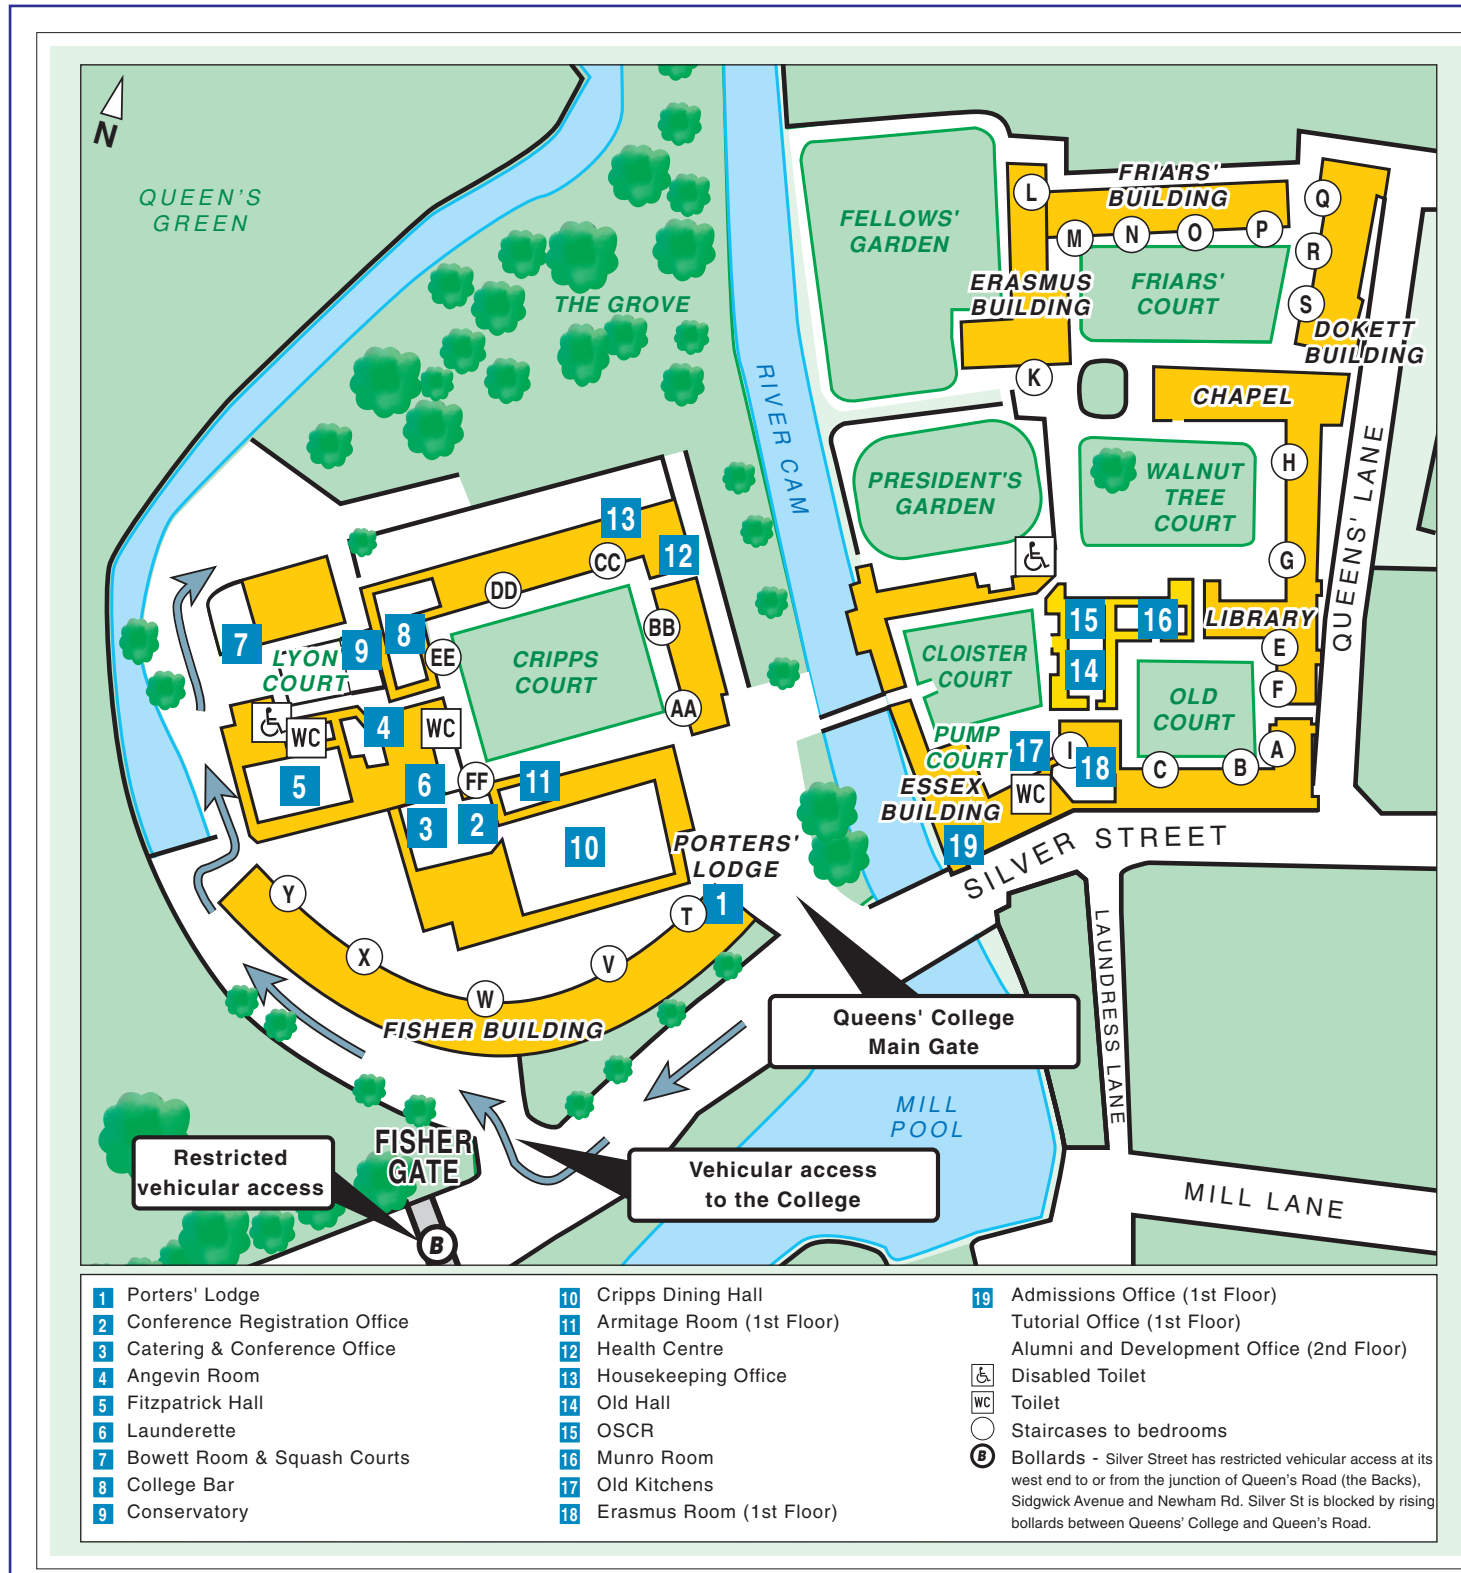 N
QUEEN'S
GREEN
THE GROVE
RIVER CAM
FELLOWS'
GARDEN
FRIARS'
BUILDING
L
M
N
O
P
Q
R
S
ERASMUS
BUILDING
FRIARS'
COURT
DOKETT
BUILDING
K
CHAPEL
QUEENS' LANE
PRESIDENT'S
GARDEN
WALNUT
TREE
COURT
H
G
13
12
CC
DD
BB
AA
EE
7
9
8
LYON
COURT
CRIPPS
COURT
15
16
14
LIBRARY
E
F
CLOISTER
COURT
OLD
COURT
WC
4
WC
5
6
FF
11
3
2
10
PUMP
COURT
17
I
18
C
B
A
ESSEX
BUILDING
WC
19
SILVER STREET
PORTERS'
LODGE
1
T
Y
X
W
V
FISHER BUILDING
LAUNDRESS LANE
Queens' College
Main Gate
MILL
POOL
FISHER
GATE
Restricted
vehicular access
Vehicular access
to the College
B
MILL LANE
1 Porters' Lodge
2 Conference Registration Office
3 Catering & Conference Office
4 Angevin Room
5 Fitzpatrick Hall
6 Launderette
7 Bowett Room & Squash Courts
8 College Bar
9 Conservatory
10 Cripps Dining Hall
11 Armitage Room (1st Floor)
12 Health Centre
13 Housekeeping Office
14 Old Hall
15 OSCR
16 Munro Room
17 Old Kitchens
18 Erasmus Room (1st Floor)
19 Admissions Office (1st Floor)
Tutorial Office (1st Floor)
Alumni and Development Office (2nd Floor)
Disabled Toilet
WC Toilet
Staircases to bedrooms
B Bollards - Silver Street has restricted vehicular access at its
west end to or from the junction of Queen's Road (the Backs),
Sidgwick Avenue and Newham Rd. Silver St is blocked by rising
bollards between Queens' College and Queen's Road.